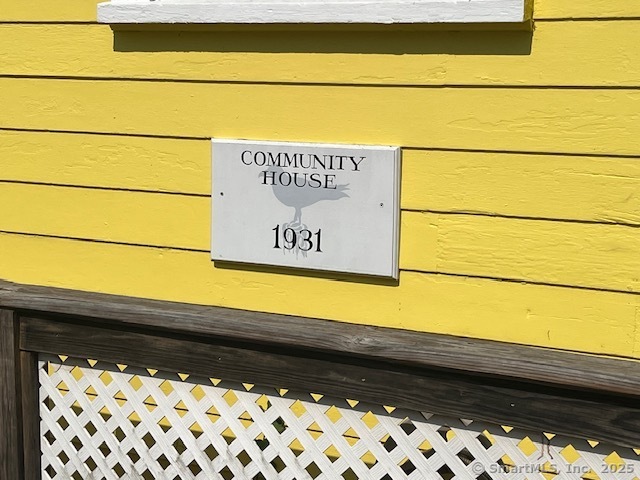 COMMUNITY
HOUSE
1931
© SmartMLS, Inc. 2025